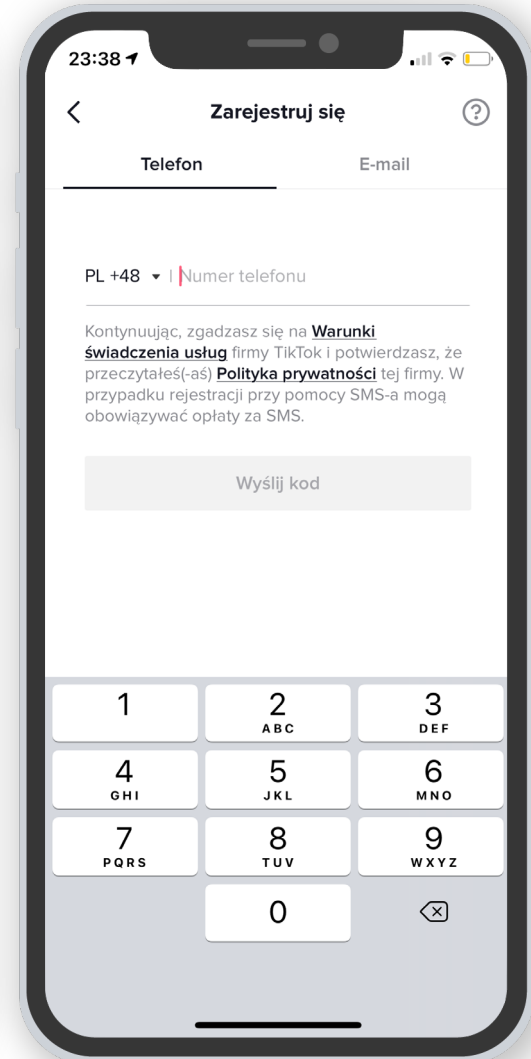 23:38
Zarejestruj się
Telefon E-mail
PL +48 Numer telefonu
Kontynuując, zgadzasz się na Warunki
świadczenia usług firmy TikTok i potwierdzasz, że
przeczytałeś(-aś) Polityka prywatności tej firmy. W
przypadku rejestracji przy pomocy SMS-a mogą
obowiązywać opłaty za SMS.
Wyślij kod
1 2 3
ABC DEF
4 5 6
GHI JKL MNO
7 8 9
PQRS TUV WXYZ
0